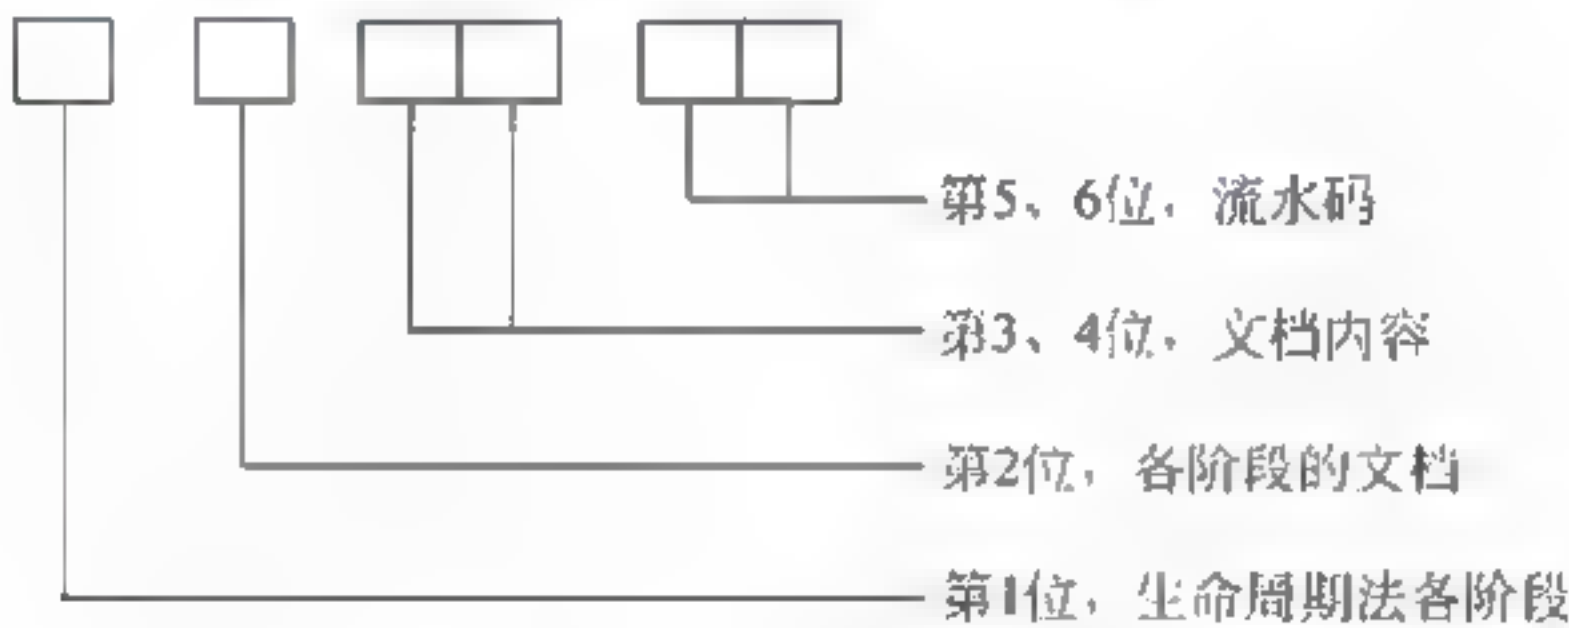 第5、6位，流水码
第3、4位，文档内容
第2位，各阶段的文档
第1位，生命周期法各阶段